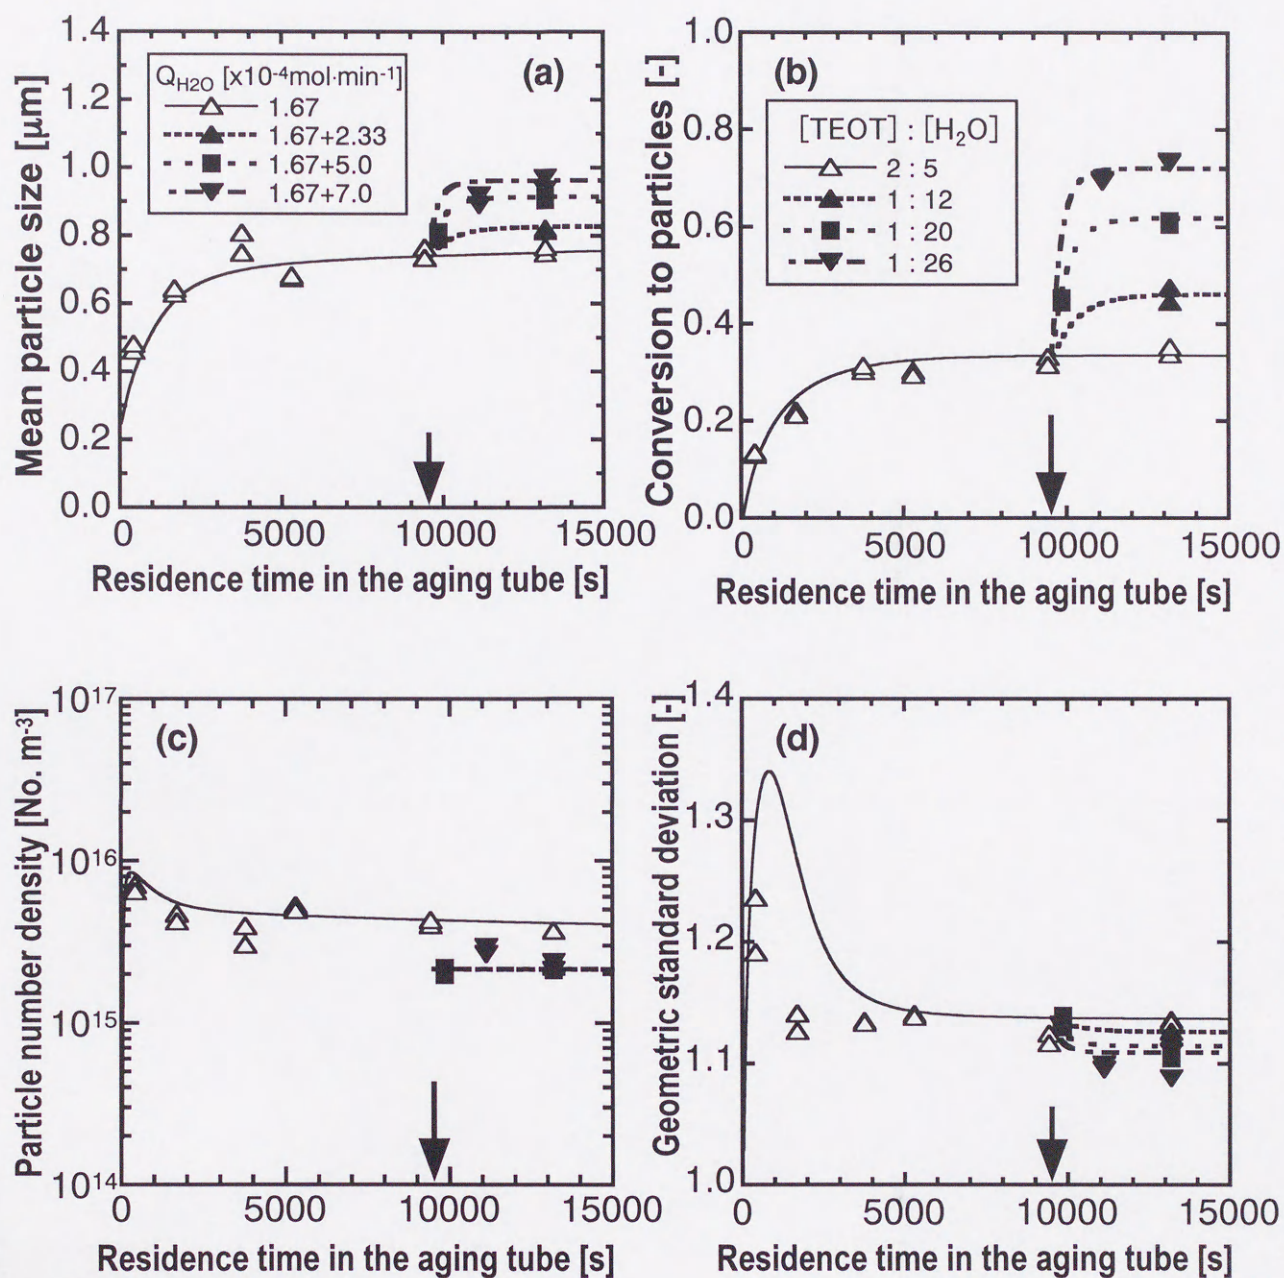 (a)
Q_H2O [x10⁻⁴mol·min⁻¹]
1.67
1.67+2.33
1.67+5.0
1.67+7.0
Mean particle size [μm]
1.4
1.2
1.0
0.8
0.6
0.4
0.2
0.0
0 5000 10000 15000
Residence time in the aging tube [s]
(b)
[TEOT] : [H₂O]
2 : 5
1 : 12
1 : 20
1 : 26
Conversion to particles [-]
1.0
0.8
0.6
0.4
0.2
0.0
0 5000 10000 15000
Residence time in the aging tube [s]
(c)
Particle number density [No. m⁻³]
10¹⁷
10¹⁶
10¹⁵
10¹⁴
0 5000 10000 15000
Residence time in the aging tube [s]
(d)
Geometric standard deviation [-]
1.4
1.3
1.2
1.1
1.0
0 5000 10000 15000
Residence time in the aging tube [s]